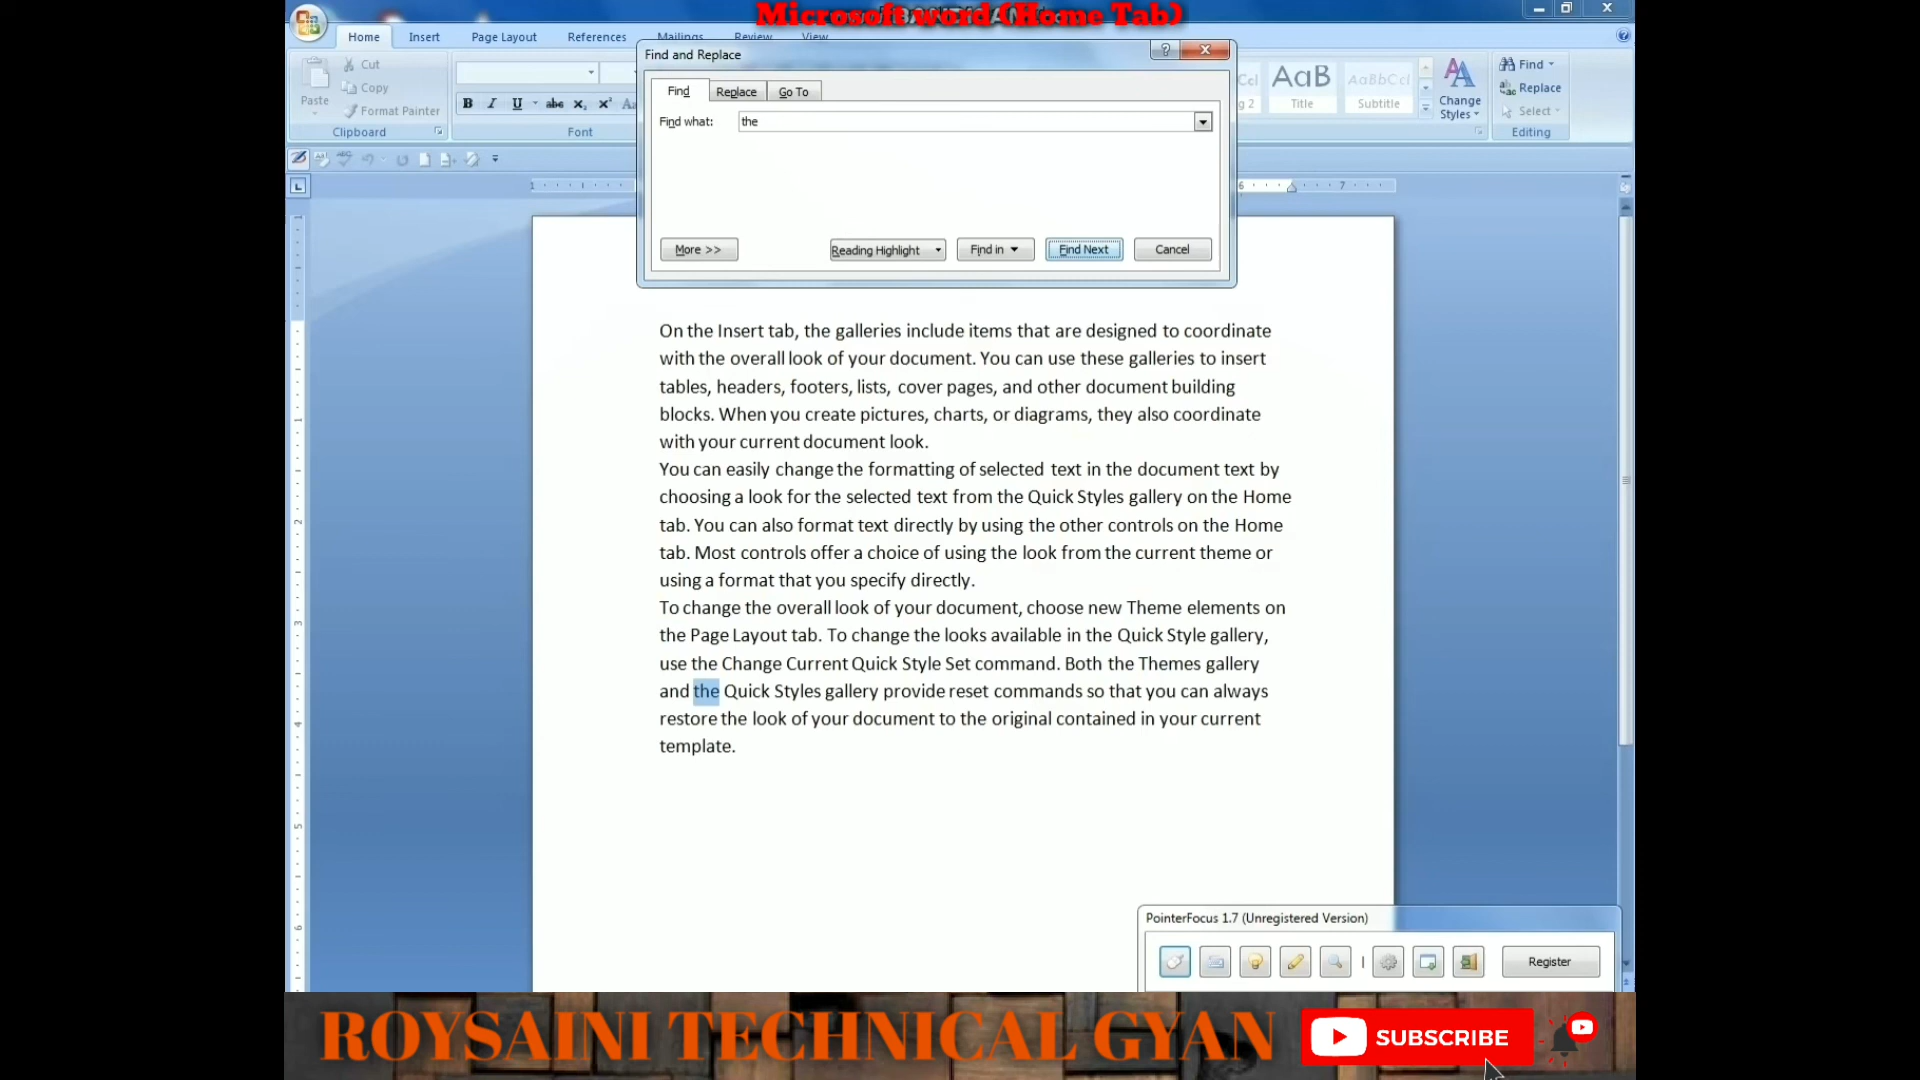 Microsoft word (Home Tab)
Home Insert Page Layout References Mailings Review View
Find and Replace
Cut
Copy
Format Painter
Paste
Clipboard
B I U abc x₂ x² Aa
Font
Find Replace Go To
Find what: the
More >> Reading Highlight Find in Find Next Cancel
AaB AaBbCcl
Title Subtitle
Change
Styles
Find
Replace
Select
Editing
On the Insert tab, the galleries include items that are designed to coordinate
with the overall look of your document. You can use these galleries to insert
tables, headers, footers, lists, cover pages, and other document building
blocks. When you create pictures, charts, or diagrams, they also coordinate
with your current document look.
You can easily change the formatting of selected text in the document text by
choosing a look for the selected text from the Quick Styles gallery on the Home
tab. You can also format text directly by using the other controls on the Home
tab. Most controls offer a choice of using the look from the current theme or
using a format that you specify directly.
To change the overall look of your document, choose new Theme elements on
the Page Layout tab. To change the looks available in the Quick Style gallery,
use the Change Current Quick Style Set command. Both the Themes gallery
and the Quick Styles gallery provide reset commands so that you can always
restore the look of your document to the original contained in your current
template.
PointerFocus 1.7 (Unregistered Version)
Register
ROYSAINI TECHNICAL GYAN
SUBSCRIBE